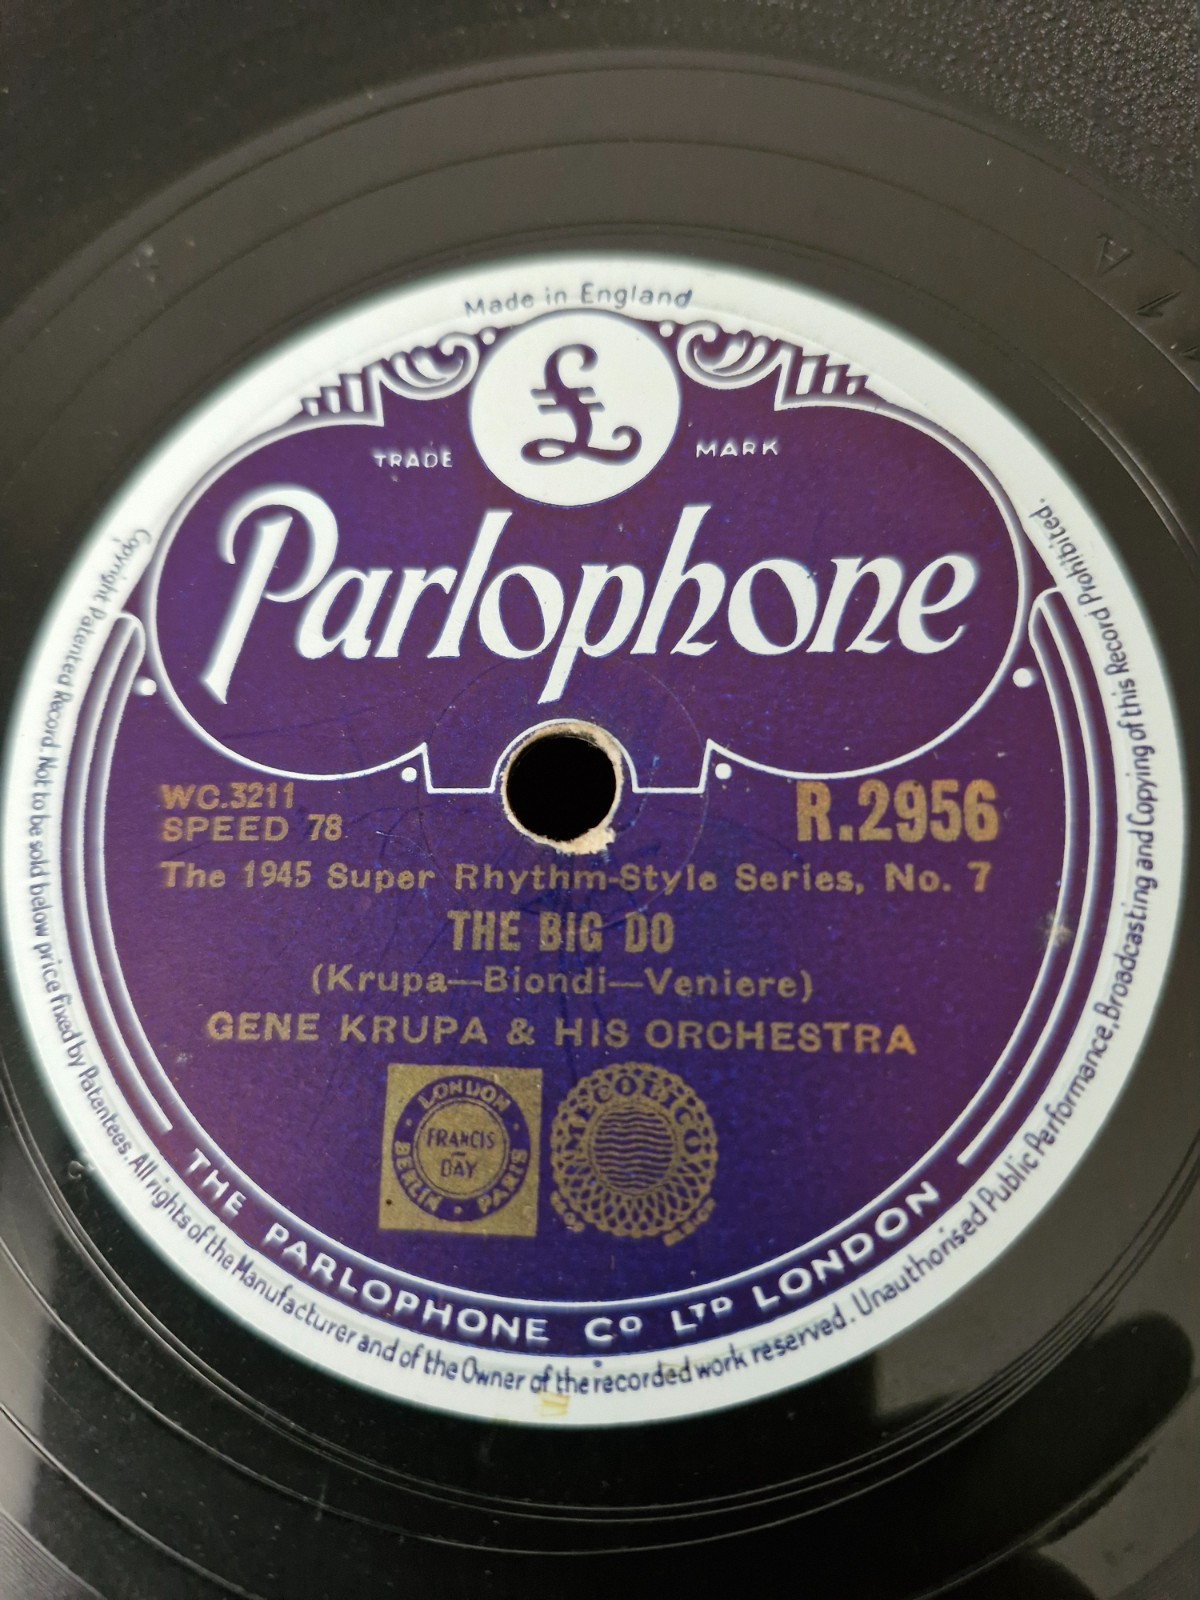 Made in England
£
TRADE MARK
Parlophone
WC.3211
SPEED 78
R.2956
The 1945 Super Rhythm-Style Series, No. 7
THE BIG DO
(Krupa—Biondi—Veniere)
GENE KRUPA & HIS ORCHESTRA
LONDON
FRANCIS
DAY
BERLIN · PARIS
MECOLICO
THE PARLOPHONE Co LTD LONDON
Copyright Patented Record. Not to be sold below price fixed by Patentees. All rights of the Manufacturer and of the Owner of the recorded work reserved. Unauthorised Public Performance, Broadcasting and Copying of this Record Prohibited.